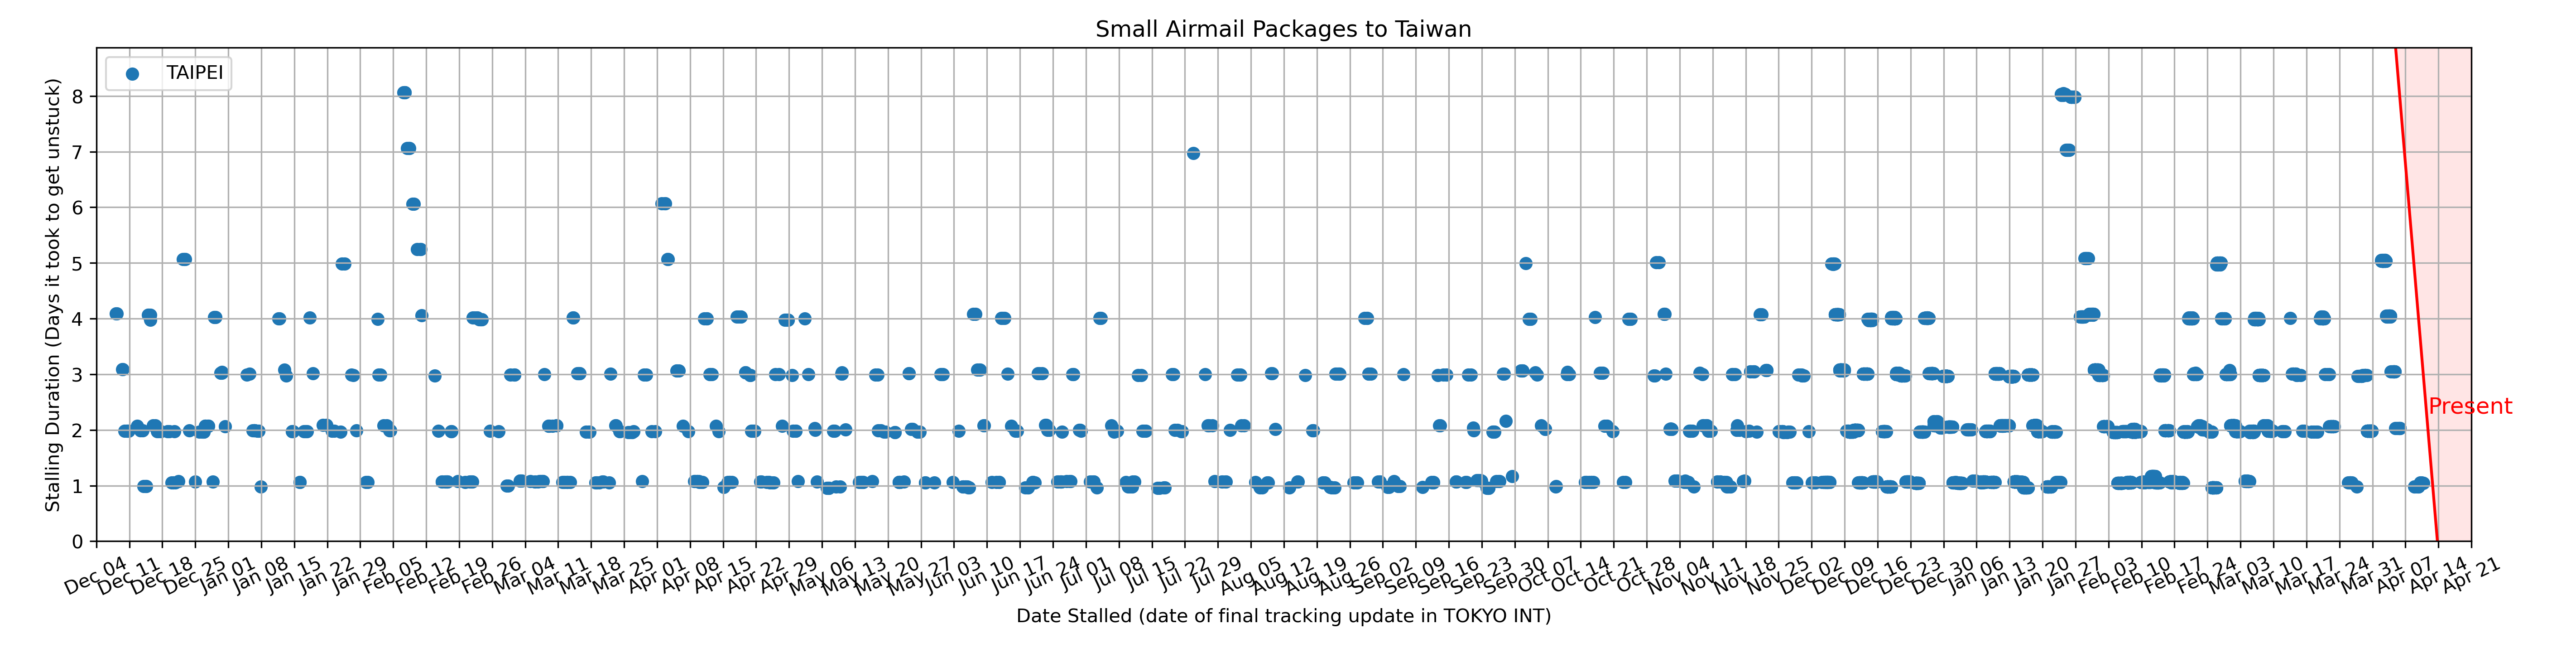 Small Airmail Packages to Taiwan
TAIPEI
Stalling Duration (Days it took to get unstuck)
8
7
6
5
4
3
2
1
0
Present
Dec 04 Dec 11 Dec 18 Dec 25 Jan 01 Jan 08 Jan 15 Jan 22 Jan 29 Feb 05 Feb 12 Feb 19 Feb 26 Mar 04 Mar 11 Mar 18 Mar 25 Apr 01 Apr 08 Apr 15 Apr 22 Apr 29 May 06 May 13 May 20 May 27 Jun 03 Jun 10 Jun 17 Jun 24 Jul 01 Jul 08 Jul 15 Jul 22 Jul 29 Aug 05 Aug 12 Aug 19 Aug 26 Sep 02 Sep 09 Sep 16 Sep 23 Sep 30 Oct 07 Oct 14 Oct 21 Oct 28 Nov 04 Nov 11 Nov 18 Nov 25 Dec 02 Dec 09 Dec 16 Dec 23 Dec 30 Jan 06 Jan 13 Jan 20 Jan 27 Feb 03 Feb 10 Feb 17 Feb 24 Mar 03 Mar 10 Mar 17 Mar 24 Mar 31 Apr 07 Apr 14 Apr 21
Date Stalled (date of final tracking update in TOKYO INT)